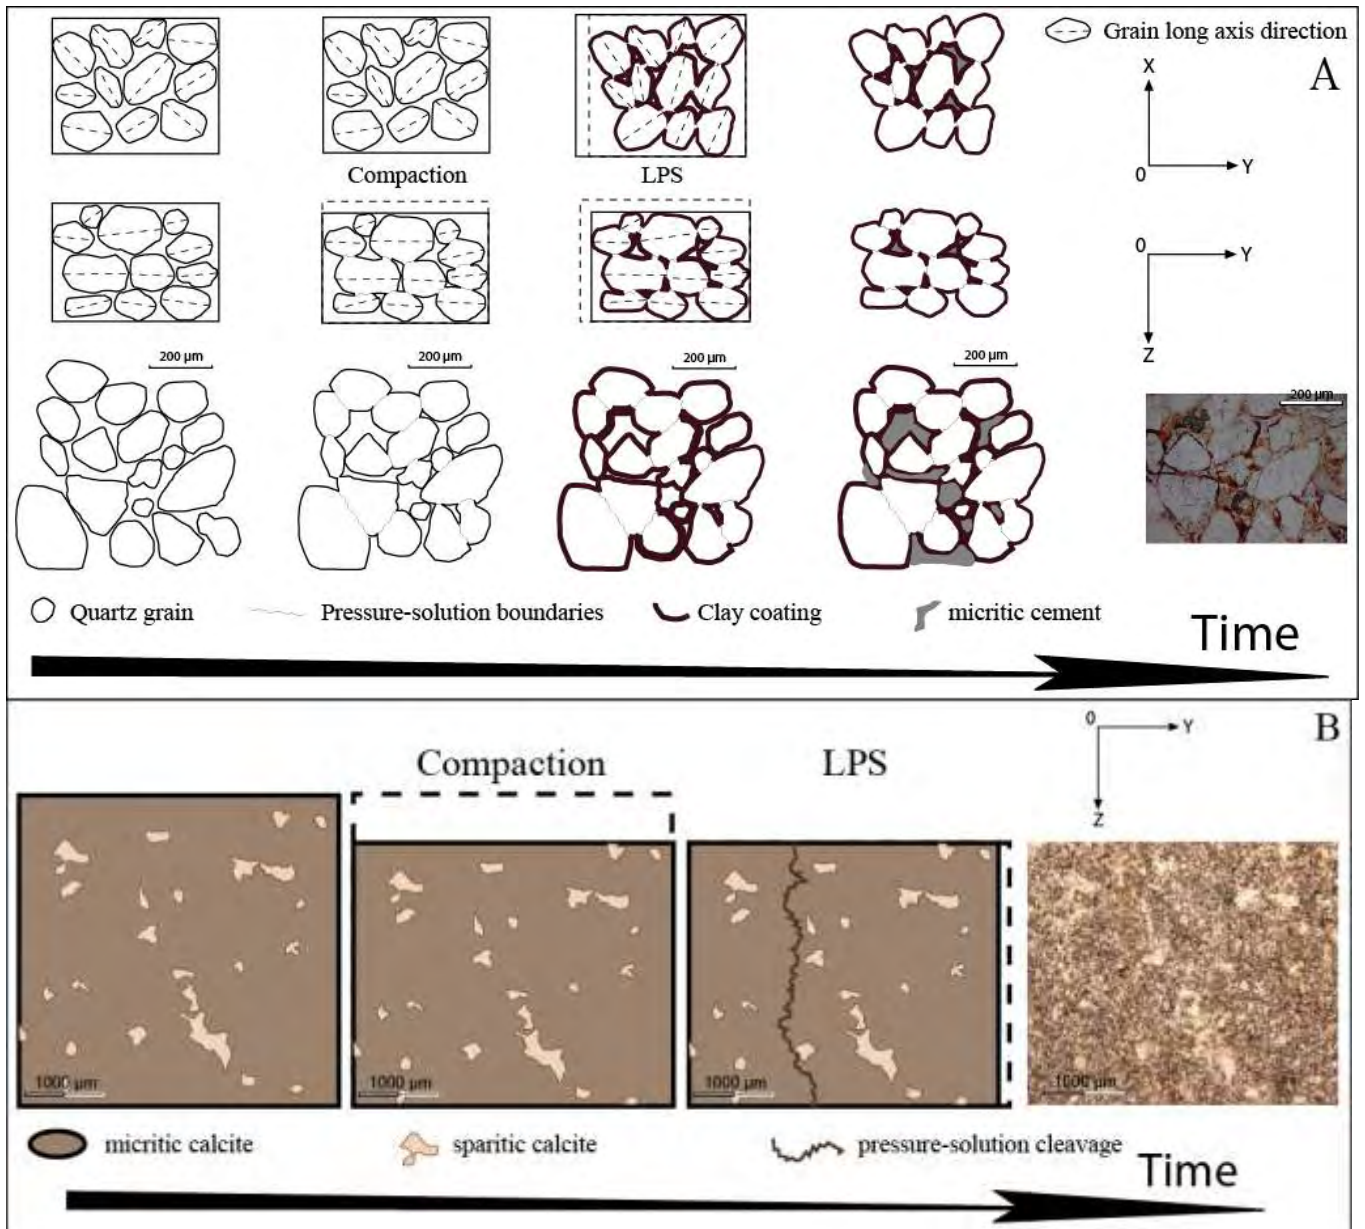 Grain long axis direction
A
X
0
Y
Compaction
LPS
0
Y
Z
200 μm
200 μm
200 μm
200 μm
200 μm
Quartz grain
Pressure-solution boundaries
Clay coating
micritic cement
Time
0
Y
B
Z
Compaction
LPS
1000 μm
1000 μm
1000 μm
1000 μm
micritic calcite
sparitic calcite
pressure-solution cleavage
Time